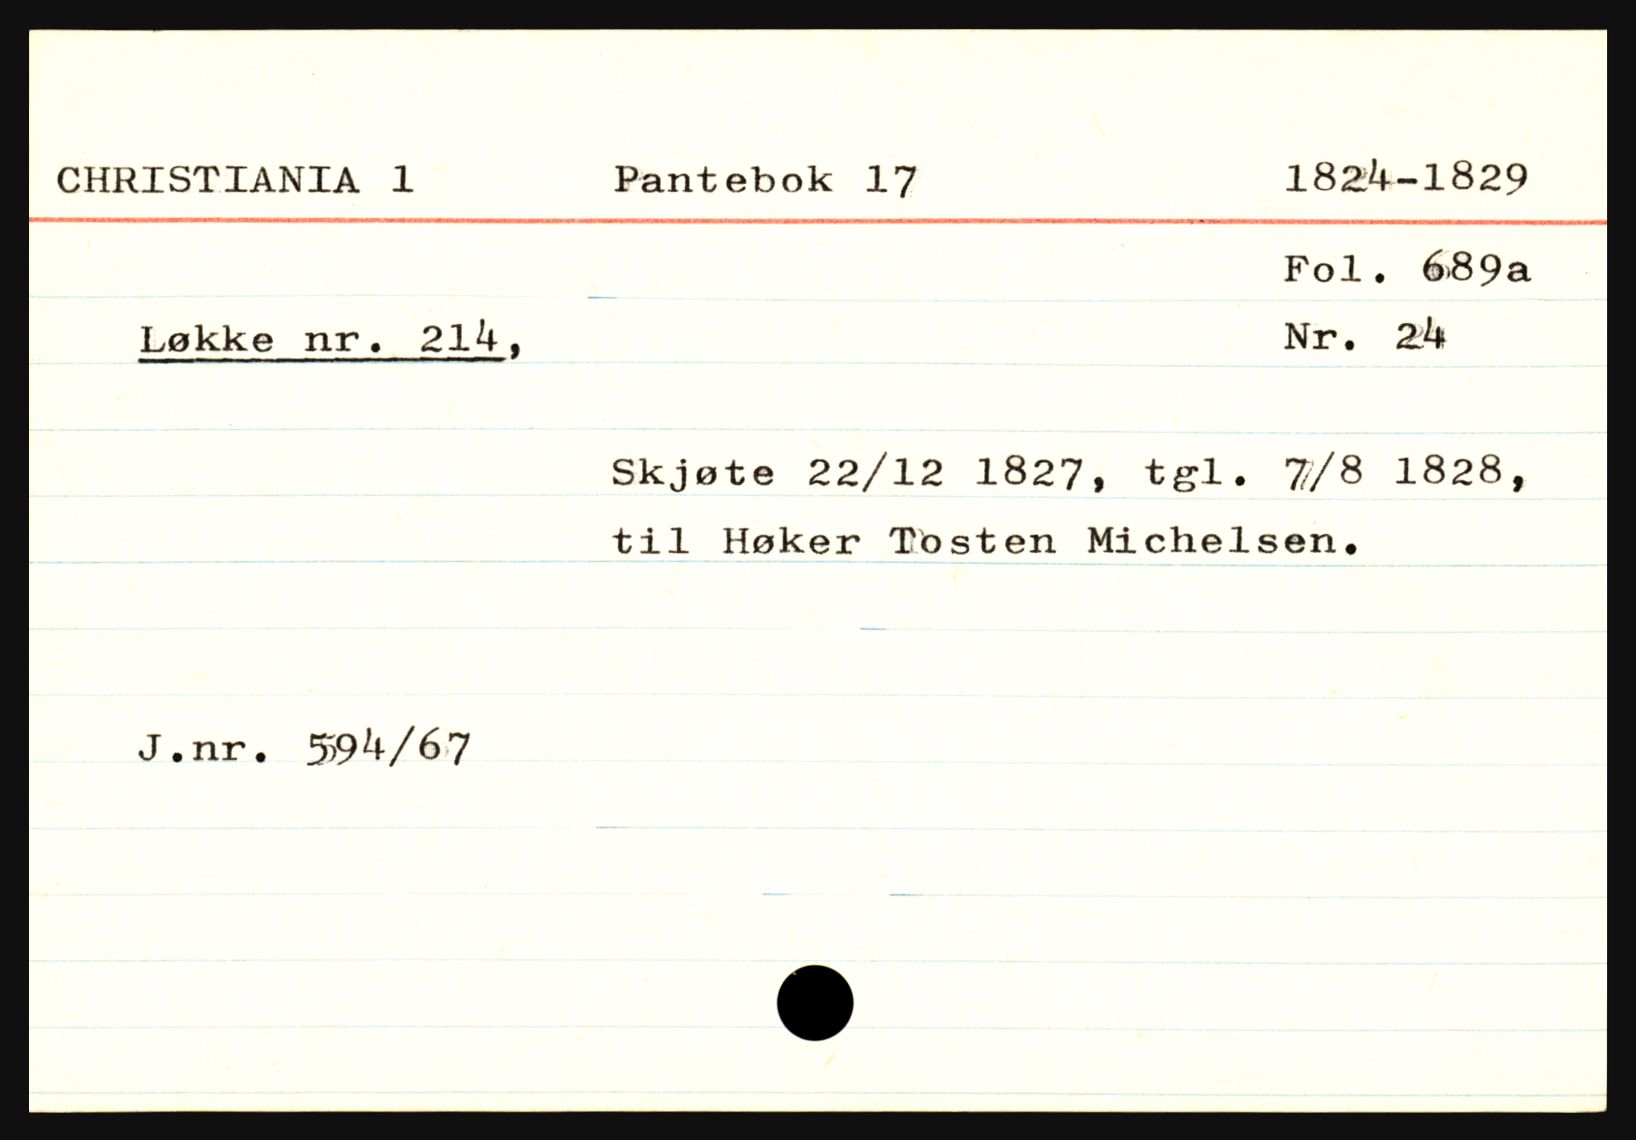 CHRISTIANIA 1 Pantebok 17 1824-1829
Fol. 689a
Løkke nr. 214, Nr. 24
Skjøte 22/12 1827, tgl. 7/8 1828,
til Høker Tosten Michelsen.
J.nr. 594/67